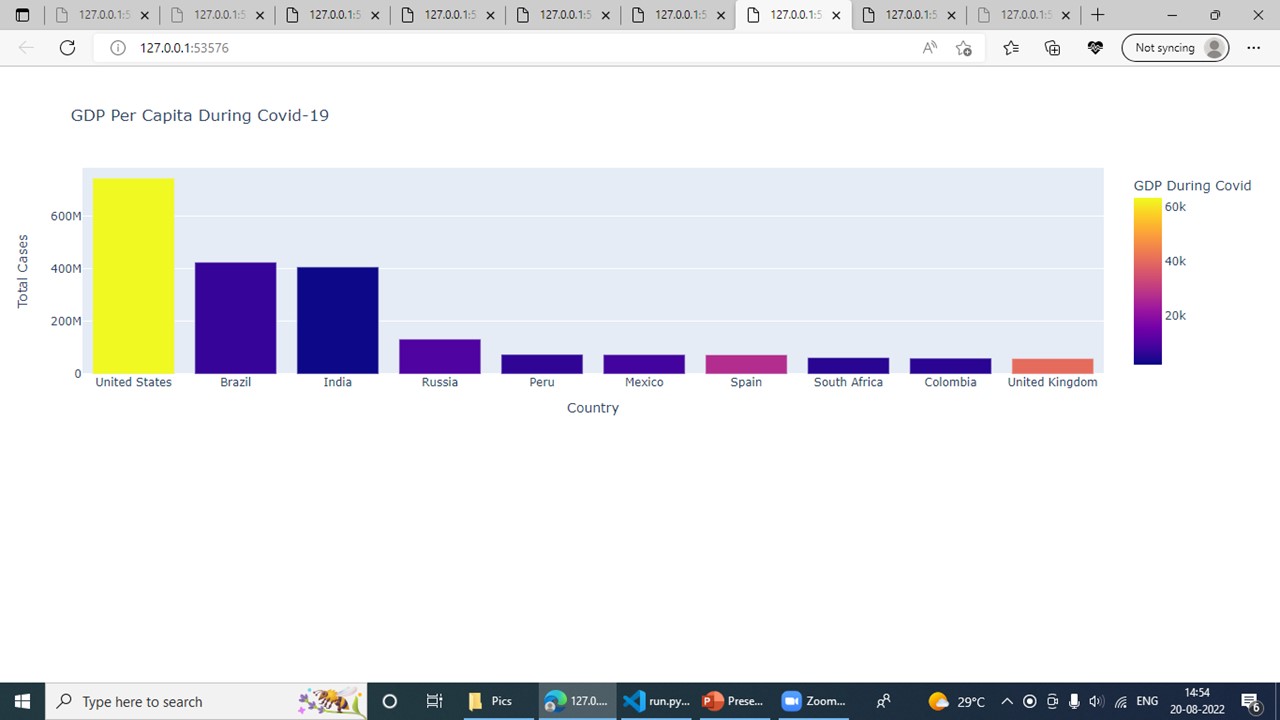 127.0.0.1:5 127.0.0.1:5 127.0.0.1:5 127.0.0.1:5 127.0.0.1:5 127.0.0.1:5 127.0.0.1:5 127.0.0.1:5 127.0.0.1:5
127.0.0.1:53576 Not syncing
GDP Per Capita During Covid-19
GDP During Covid
60k
40k
20k
Total Cases
600M
400M
200M
0
United States Brazil India Russia Peru Mexico Spain South Africa Colombia United Kingdom
Country
Type here to search Pics 127.0.... run.py... Prese... Zoom... 29°C ENG 14:54
20-08-2022 6